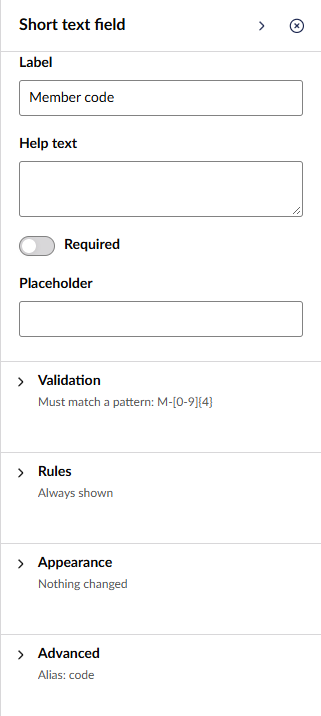 Short text field
Label
Member code
Help text
Required
Placeholder
Validation
Must match a pattern: M-[0-9]{4}
Rules
Always shown
Appearance
Nothing changed
Advanced
Alias: code